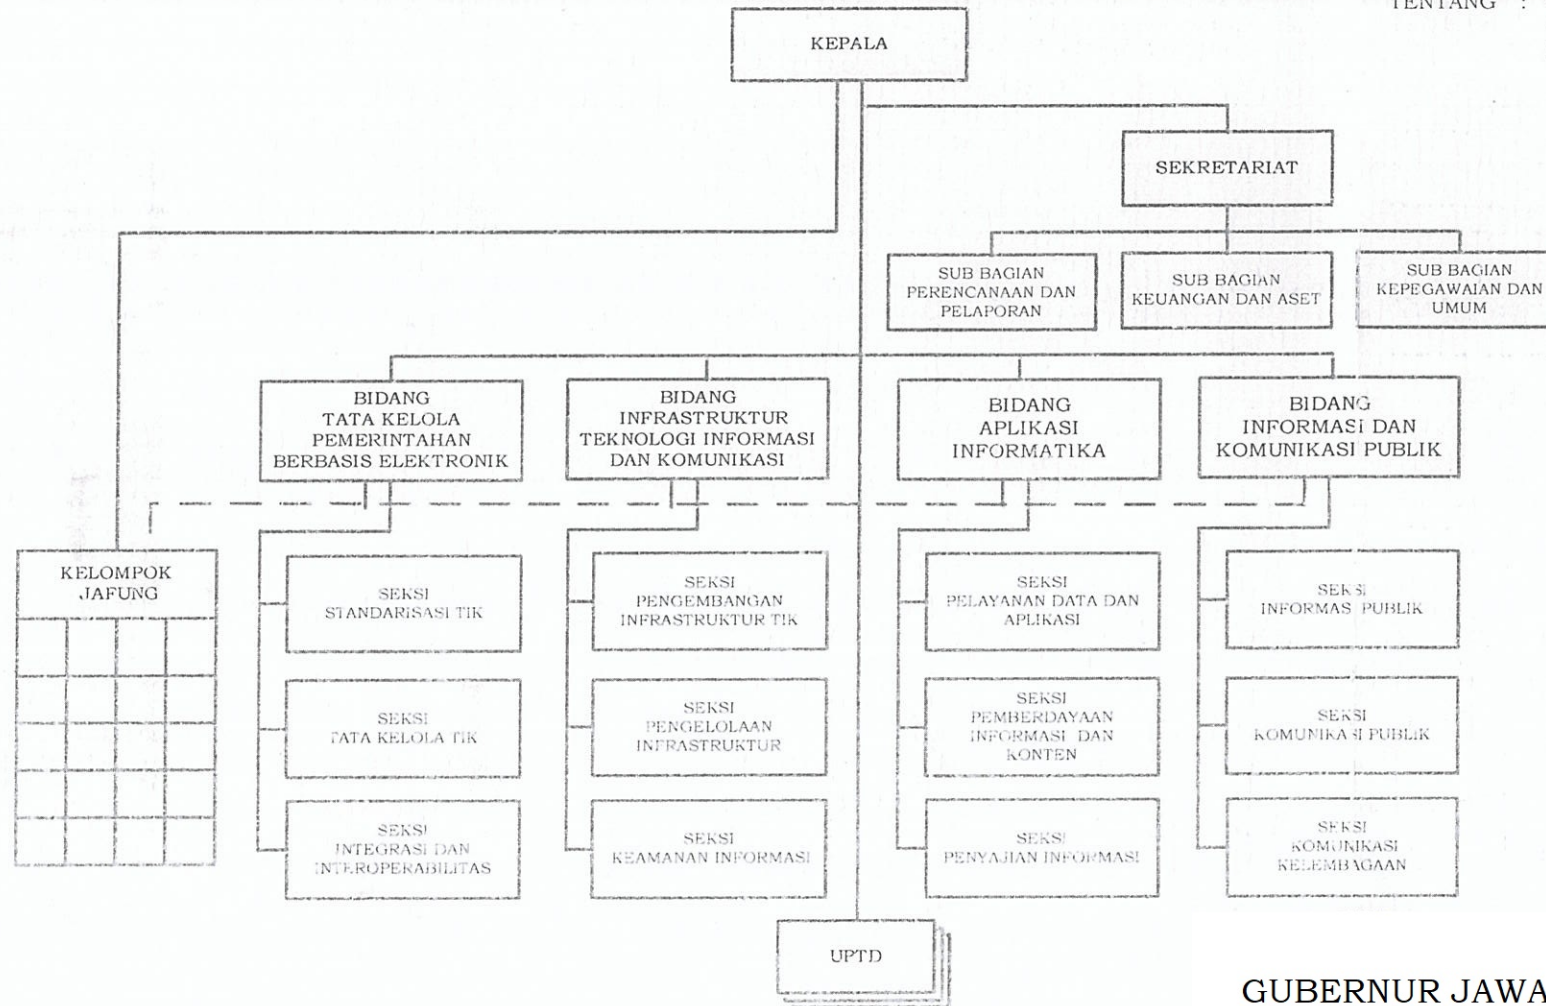 TENTANG :
KEPALA
SEKRETARIAT
SUB BAGIAN
PERENCANAAN DAN
PELAPORAN
SUB BAGIAN
KEUANGAN DAN ASET
SUB BAGIAN
KEPEGAWAIAN DAN
UMUM
BIDANG
TATA KELOLA
PEMERINTAHAN
BERBASIS ELEKTRONIK
BIDANG
INFRASTRUKTUR
TEKNOLOGI INFORMASI
DAN KOMUNIKASI
BIDANG
APLIKASI
INFORMATIKA
BIDANG
INFORMASI DAN
KOMUNIKASI PUBLIK
KELOMPOK
JAFUNG
SEKSI
STANDARISASI TIK
SEKSI
TATA KELOLA TIK
SEKSI
INTEGRASI DAN
INTEROPERABILITAS
SEKSI
PENGEMBANGAN
INFRASTRUKTUR TIK
SEKSI
PENGELOLAAN
INFRASTRUKTUR
SEKSI
KEAMANAN INFORMASI
SEKSI
PELAYANAN DATA DAN
APLIKASI
SEKSI
PEMBERDAYAAN
INFORMASI DAN
KONTEN
SEKSI
PENYAJIAN INFORMASI
SEKSI
INFORMASI PUBLIK
SEKSI
KOMUNIKASI PUBLIK
SEKSI
KOMUNIKASI
KELEMBAGAAN
UPTD
GUBERNUR JAWA